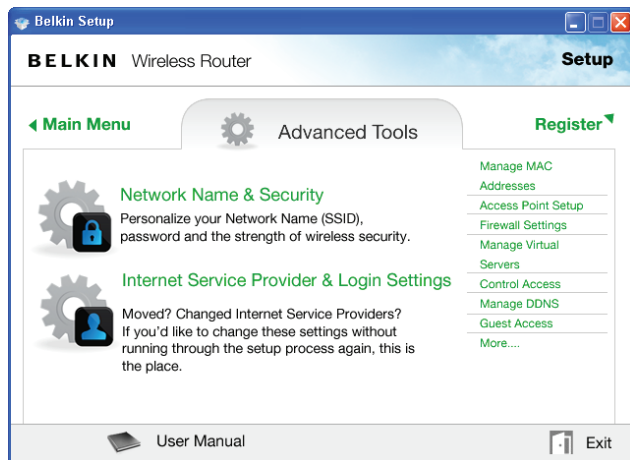 Belkin Setup
BELKIN Wireless Router
Setup
Main Menu
Advanced Tools
Register
Network Name & Security
Personalize your Network Name (SSID),
password and the strength of wireless security.
Internet Service Provider & Login Settings
Moved? Changed Internet Service Providers?
If you'd like to change these settings without
running through the setup process again, this is
the place.
Manage MAC
Addresses
Access Point Setup
Firewall Settings
Manage Virtual
Servers
Control Access
Manage DDNS
Guest Access
More....
User Manual
Exit